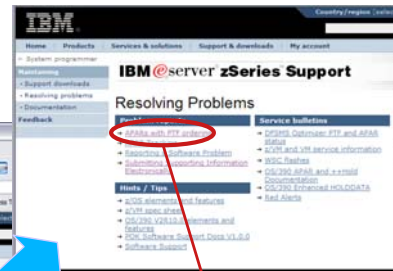 IBM
Country/region [selec
Home Products Services & solutions Support & downloads My account
System programmer
Maintaining
Support downloads
Resolving problems
Documentation
Feedback
IBM @server zSeries Support
Resolving Problems
Problem
APARs with PTF ordering
Reporting a Software Problem
Submitting Supporting Information Electronically
Service bulletins
DFSMS Optimizer PTF and APAR
status
z/VM and VM service information
WSC flashes
OS/390 APAR and ++Hold
Documentation
OS/390 Enhanced HOLDDATA
Red Alerts
Hints / Tips
z/OS elements and features
z/VM spec sheet
OS/390 V2R10.0 elements and
features
PDK Software Support Docs V1.0.0
Software Support